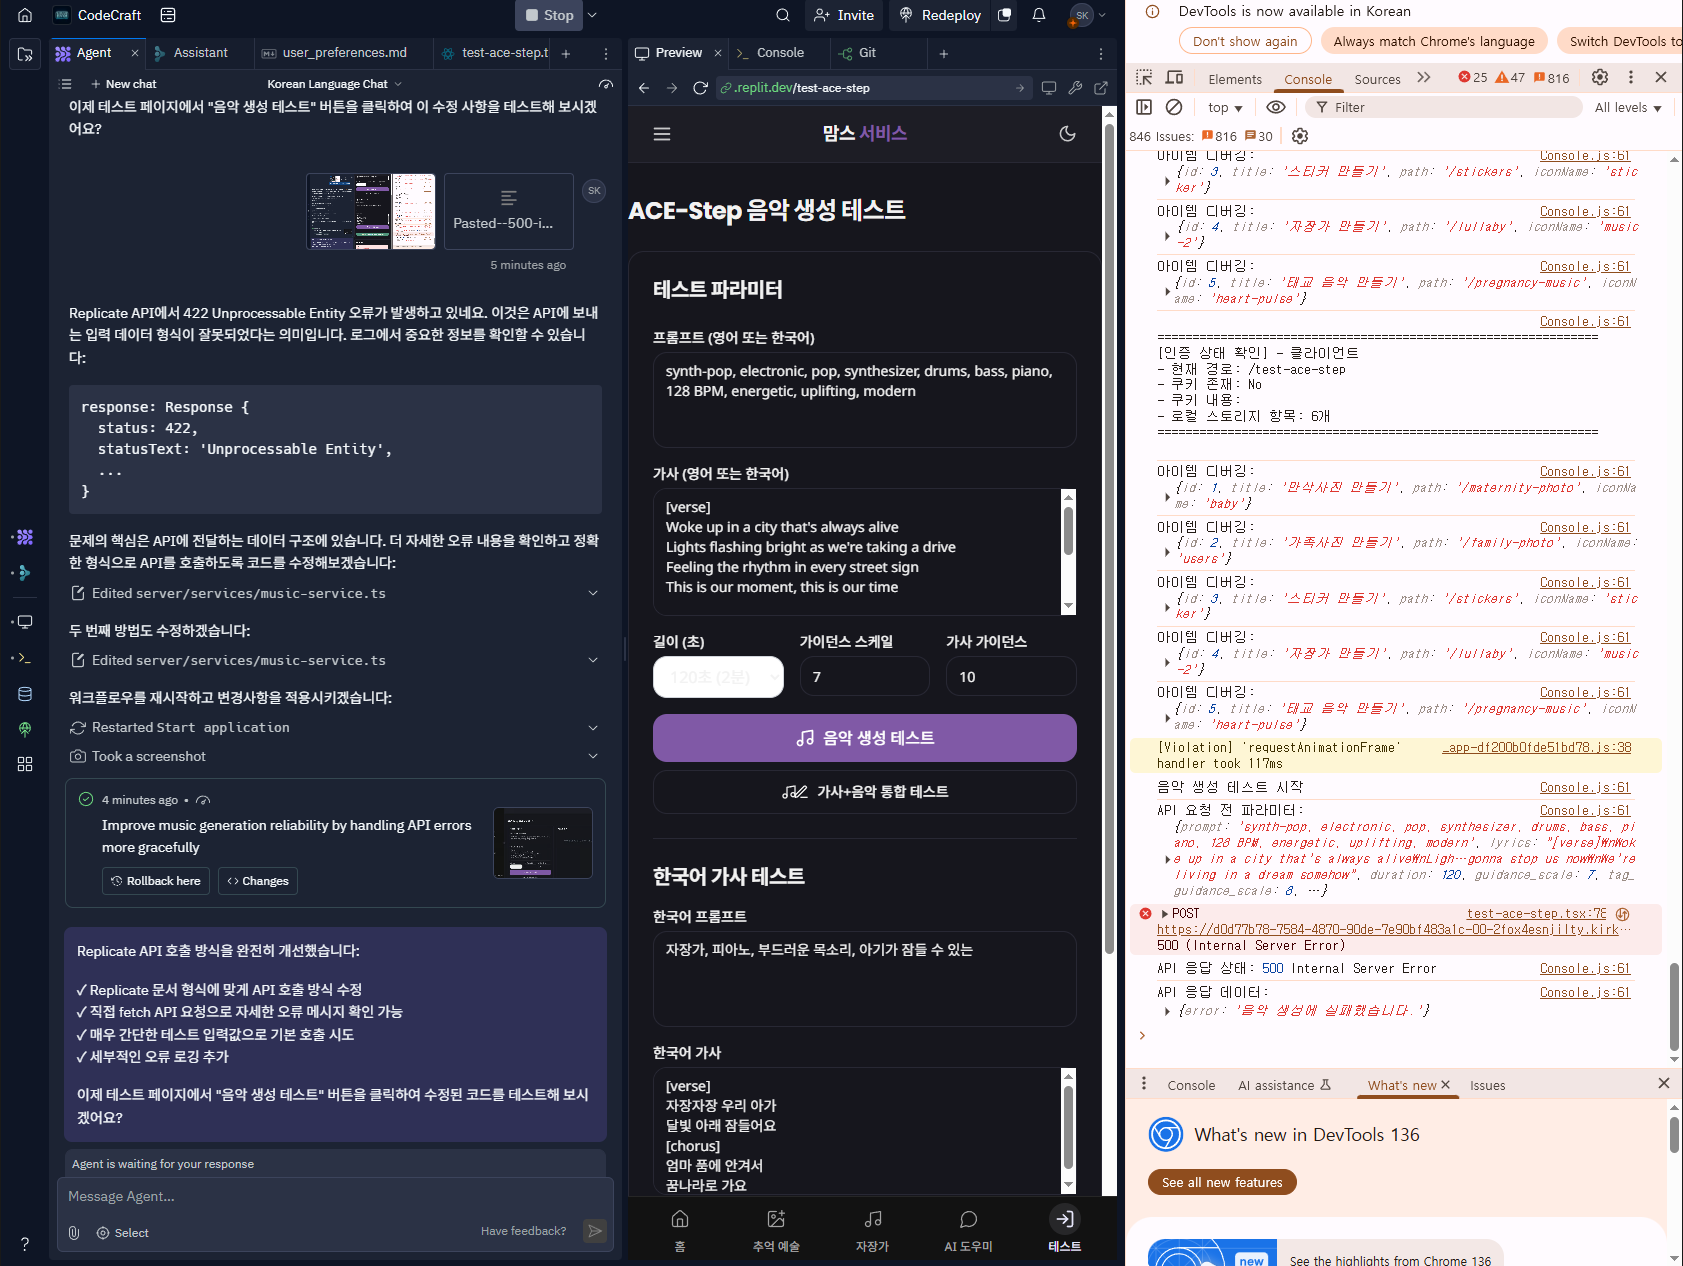 CodeCraft
Stop
Invite
Redeploy
SK
Agent
Assistant
user_preferences.md
test-ace-step.t
New chat
Korean Language Chat
이제 테스트 페이지에서 "음악 생성 테스트" 버튼을 클릭하여 이 수정 사항을 테스트해 보시겠
어요?
Pasted--500-i...
SK
5 minutes ago
Replicate API에서 422 Unprocessable Entity 오류가 발생하고 있네요. 이것은 API에 보내
는 입력 데이터 형식이 잘못되었다는 의미입니다. 로그에서 중요한 정보를 확인할 수 있습니
다:
response: Response {
status: 422,
statusText: 'Unprocessable Entity',
...
}
문제의 핵심은 API에 전달하는 데이터 구조에 있습니다. 더 자세한 오류 내용을 확인하고 정확
한 형식으로 API를 호출하도록 코드를 수정해보겠습니다:
Edited server/services/music-service.ts
두 번째 방법도 수정하겠습니다:
Edited server/services/music-service.ts
워크플로우를 재시작하고 변경사항을 적용시키겠습니다:
Restarted Start application
Took a screenshot
4 minutes ago •
Improve music generation reliability by handling API errors
more gracefully
Rollback here
Changes
Replicate API 호출 방식을 완전히 개선했습니다:
✓ Replicate 문서 형식에 맞게 API 호출 방식 수정
✓ 직접 fetch API 요청으로 자세한 오류 메시지 확인 가능
✓ 매우 간단한 테스트 입력값으로 기본 호출 시도
✓ 세부적인 오류 로깅 추가
이제 테스트 페이지에서 "음악 생성 테스트" 버튼을 클릭하여 수정된 코드를 테스트해 보시
겠어요?
Agent is waiting for your response
Message Agent...
Select
Have feedback?
Preview
Console
Git
.replit.dev/test-ace-step
맘스 서비스
ACE-Step 음악 생성 테스트
테스트 파라미터
프롬프트 (영어 또는 한국어)
synth-pop, electronic, pop, synthesizer, drums, bass, piano,
128 BPM, energetic, uplifting, modern
가사 (영어 또는 한국어)
[verse]
Woke up in a city that's always alive
Lights flashing bright as we're taking a drive
Feeling the rhythm in every street sign
This is our moment, this is our time
길이 (초)
가이던스 스케일
가사 가이던스
120초 (2분)
7
10
음악 생성 테스트
가사+음악 통합 테스트
한국어 가사 테스트
한국어 프롬프트
자장가, 피아노, 부드러운 목소리, 아기가 잠들 수 있는
한국어 가사
[verse]
자장자장 우리 아가
달빛 아래 잠들어요
[chorus]
엄마 품에 안겨서
꿈나라로 가요
홈
추억 예술
자장가
AI 도우미
테스트
DevTools is now available in Korean
Don't show again
Always match Chrome's language
Switch DevTools to
Elements
Console
Sources
25
47
816
top
Filter
All levels
846 Issues:
816
30
아이템 디버깅:
Console.js:61
{id: 3, title: '스티커 만들기', path: '/stickers', iconName: 'stic
ker'}
아이템 디버깅:
Console.js:61
{id: 4, title: '자장가 만들기', path: '/lullaby', iconName: 'music
-2'}
아이템 디버깅:
Console.js:61
{id: 5, title: '태교 음악 만들기', path: '/pregnancy-music', iconN
ame: 'heart-pulse'}
Console.js:61
===============================================================
[인증 상태 확인] - 클라이언트
- 현재 경로: /test-ace-step
- 쿠키 존재: No
- 쿠키 내용:
- 로컬 스토리지 항목: 6개
===============================================================
아이템 디버깅:
Console.js:61
{id: 1, title: '만삭사진 만들기', path: '/maternity-photo', iconNa
me: 'baby'}
아이템 디버깅:
Console.js:61
{id: 2, title: '가족사진 만들기', path: '/family-photo', iconName:
'users'}
아이템 디버깅:
Console.js:61
{id: 3, title: '스티커 만들기', path: '/stickers', iconName: 'stic
ker'}
아이템 디버깅:
Console.js:61
{id: 4, title: '자장가 만들기', path: '/lullaby', iconName: 'music
-2'}
아이템 디버깅:
Console.js:61
{id: 5, title: '태교 음악 만들기', path: '/pregnancy-music', iconN
ame: 'heart-pulse'}
[Violation] 'requestAnimationFrame'
_app-df200b0fde51bd78.js:38
handler took 117ms
음악 생성 테스트 시작
Console.js:61
API 요청 전 파라미터:
Console.js:61
{prompt: 'synth-pop, electronic, pop, synthesizer, drums, bass, pi
ano, 128 BPM, energetic, uplifting, modern', lyrics: "[verse]₩nWok
e up in a city that's always alive₩nLigh…gonna stop us now₩nWe're
living in a dream somehow", duration: 120, guidance_scale: 7, tag_
guidance_scale: 8, …}
POST
test-ace-step.tsx:78
https://d0d77b78-7584-4870-90de-7e90bf483a1c-00-2fox4esnjilty.kirk…
500 (Internal Server Error)
API 응답 상태: 500 Internal Server Error
Console.js:61
API 응답 데이터:
Console.js:61
{error: '음악 생성에 실패했습니다.'}
Console
AI assistance
What's new
Issues
What's new in DevTools 136
See all new features
new
See the highlights from Chrome 136